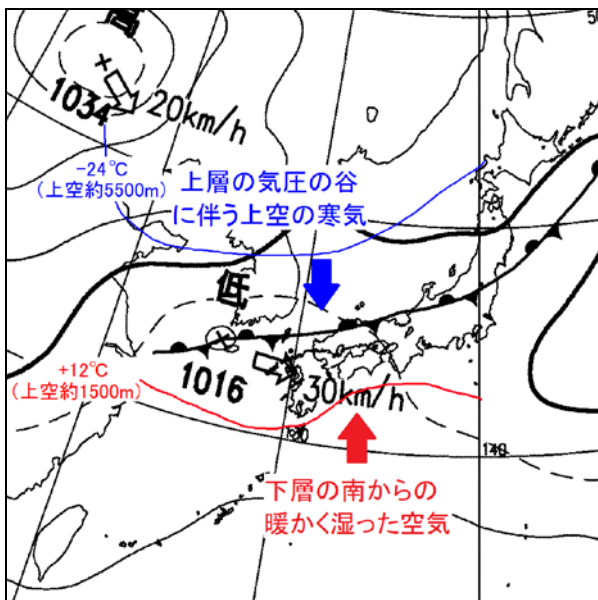 高
50
1034
20km/h
-24℃
(上空約5500m)
上層の気圧の谷
に伴う上空の寒気
低
+12℃
(上空約1500m)
1016
30km/h
130
140
下層の南からの
暖かく湿った空気